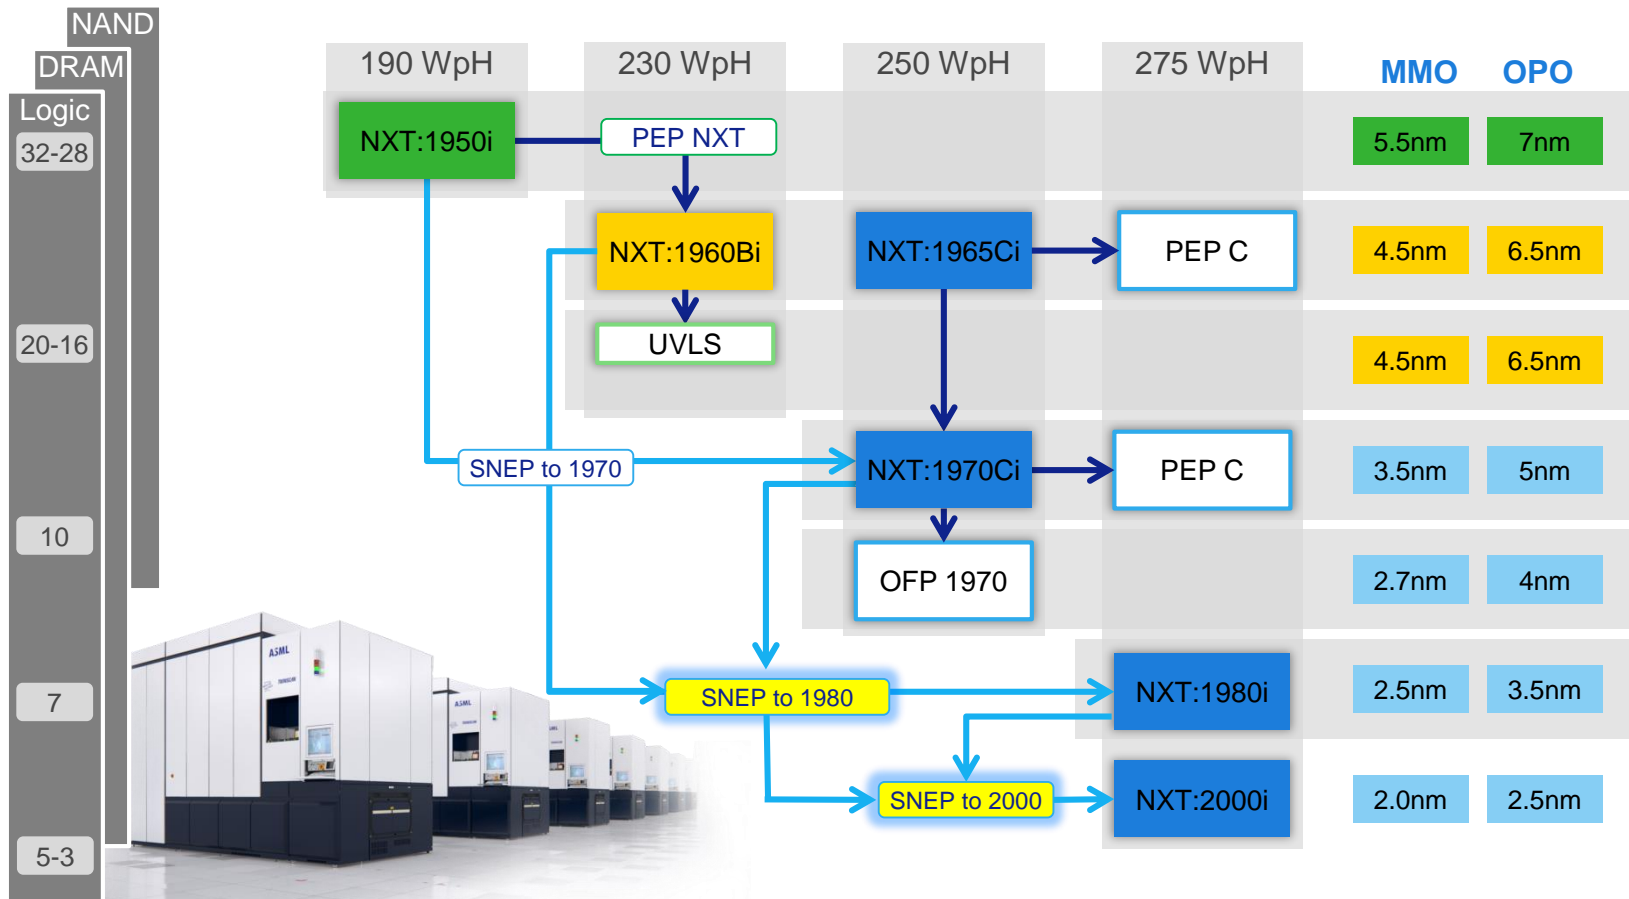 NAND
DRAM
Logic
190 WpH
230 WpH
250 WpH
275 WpH
MMO
OPO
32-28
NXT:1950i
PEP NXT
5.5nm
7nm
NXT:1960Bi
NXT:1965Ci
PEP C
4.5nm
6.5nm
20-16
UVLS
4.5nm
6.5nm
SNEP to 1970
NXT:1970Ci
PEP C
3.5nm
5nm
10
OFP 1970
2.7nm
4nm
7
SNEP to 1980
NXT:1980i
2.5nm
3.5nm
SNEP to 2000
NXT:2000i
2.0nm
2.5nm
5-3
ASML
ASML